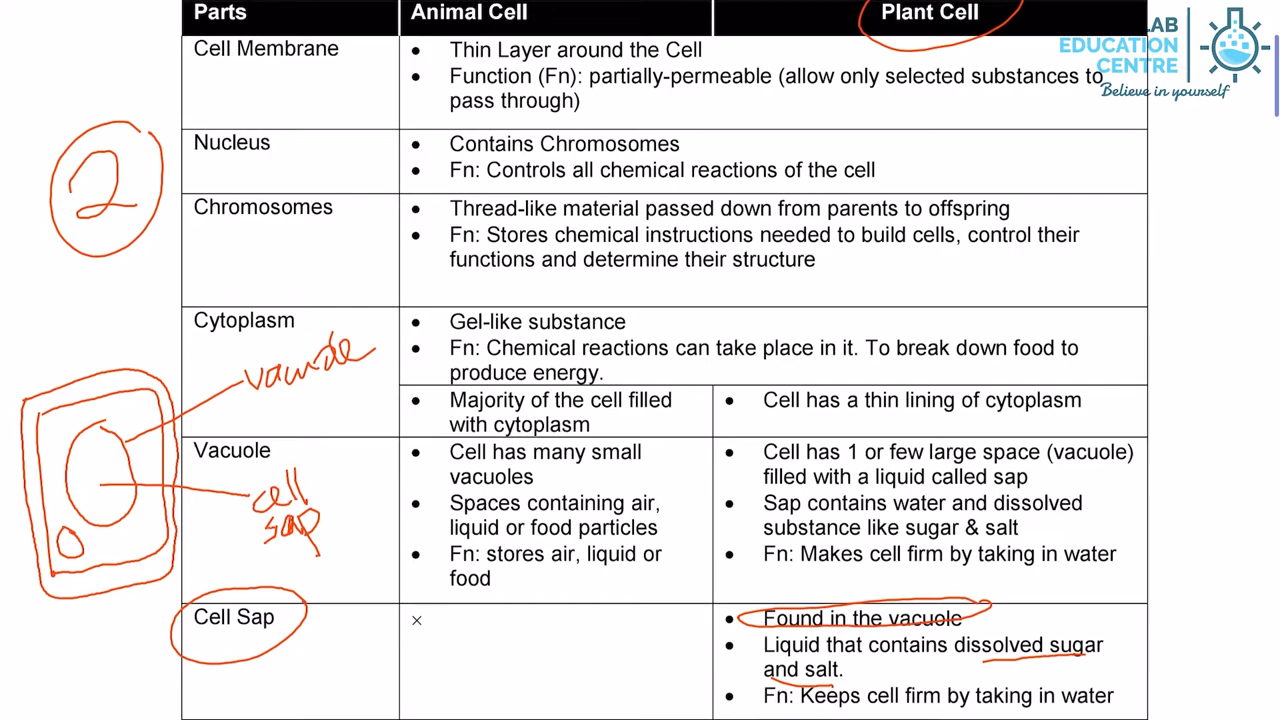 Parts
Animal Cell
Plant Cell
LAB
EDUCATION
CENTRE
Believe in yourself
Cell Membrane
• Thin Layer around the Cell
• Function (Fn): partially-permeable (allow only selected substances to
pass through)
2
Nucleus
• Contains Chromosomes
• Fn: Controls all chemical reactions of the cell
Chromosomes
• Thread-like material passed down from parents to offspring
• Fn: Stores chemical instructions needed to build cells, control their
functions and determine their structure
Cytoplasm
• Gel-like substance
• Fn: Chemical reactions can take place in it. To break down food to
produce energy.
• Majority of the cell filled
with cytoplasm
• Cell has a thin lining of cytoplasm
vacuole
Vacuole
• Cell has many small
vacuoles
• Spaces containing air,
liquid or food particles
• Fn: stores air, liquid or
food
• Cell has 1 or few large space (vacuole)
filled with a liquid called sap
• Sap contains water and dissolved
substance like sugar & salt
• Fn: Makes cell firm by taking in water
cell
sap
Cell Sap
×
• Found in the vacuole
• Liquid that contains dissolved sugar
and salt.
• Fn: Keeps cell firm by taking in water